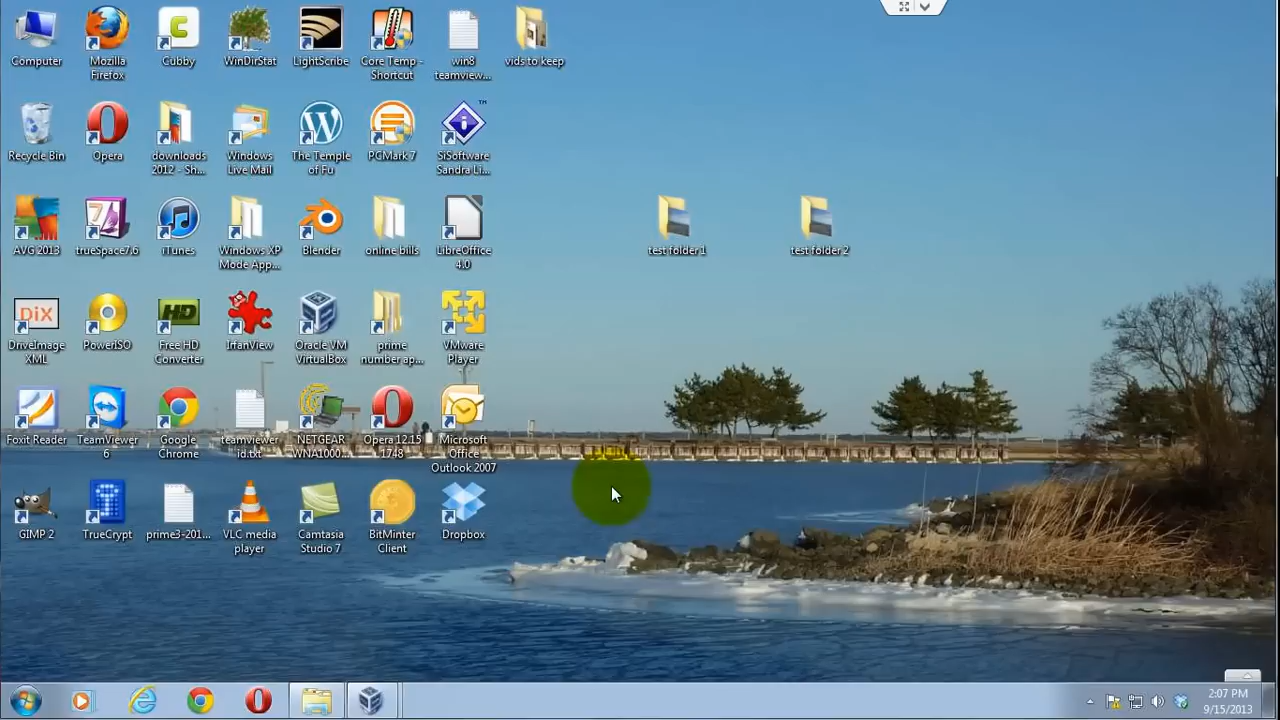 Computer
Mozilla
Firefox
Cubby
WinDirStat
LightScribe
Core Temp -
Shortcut
win8
teamview...
vids to keep
Recycle Bin
Opera
downloads
2012 - Sh...
Windows
Live Mail
The Temple
of Fu
PCMark 7
SiSoftware
Sandra Li...
AVG 2013
trueSpace7.6
iTunes
Windows XP
Mode App...
Blender
online bills
LibreOffice
4.0
test folder 1
test folder 2
DiX
DriveImage
XML
PowerISO
HD
Free HD
Converter
IrfanView
Oracle VM
VirtualBox
prime
number ap...
VMware
Player
Foxit Reader
TeamViewer
6
Google
Chrome
teamviewer
id.txt
NETGEAR
WNA1000...
Opera 12.15
1748
Microsoft
Office
Outlook 2007
GIMP 2
TrueCrypt
prime3-201...
VLC media
player
Camtasia
Studio 7
BitMinter
Client
Dropbox
2:07 PM
9/15/2013